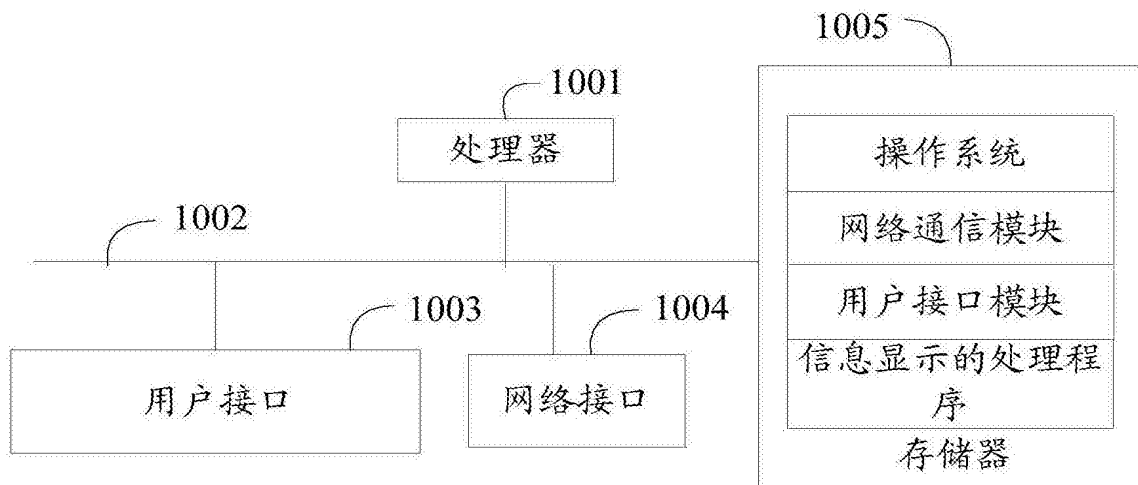 1005
1001
处理器
操作系统
1002
网络通信模块
用户接口模块
1003
1004
信息显示的处理程
序
用户接口
网络接口
存储器